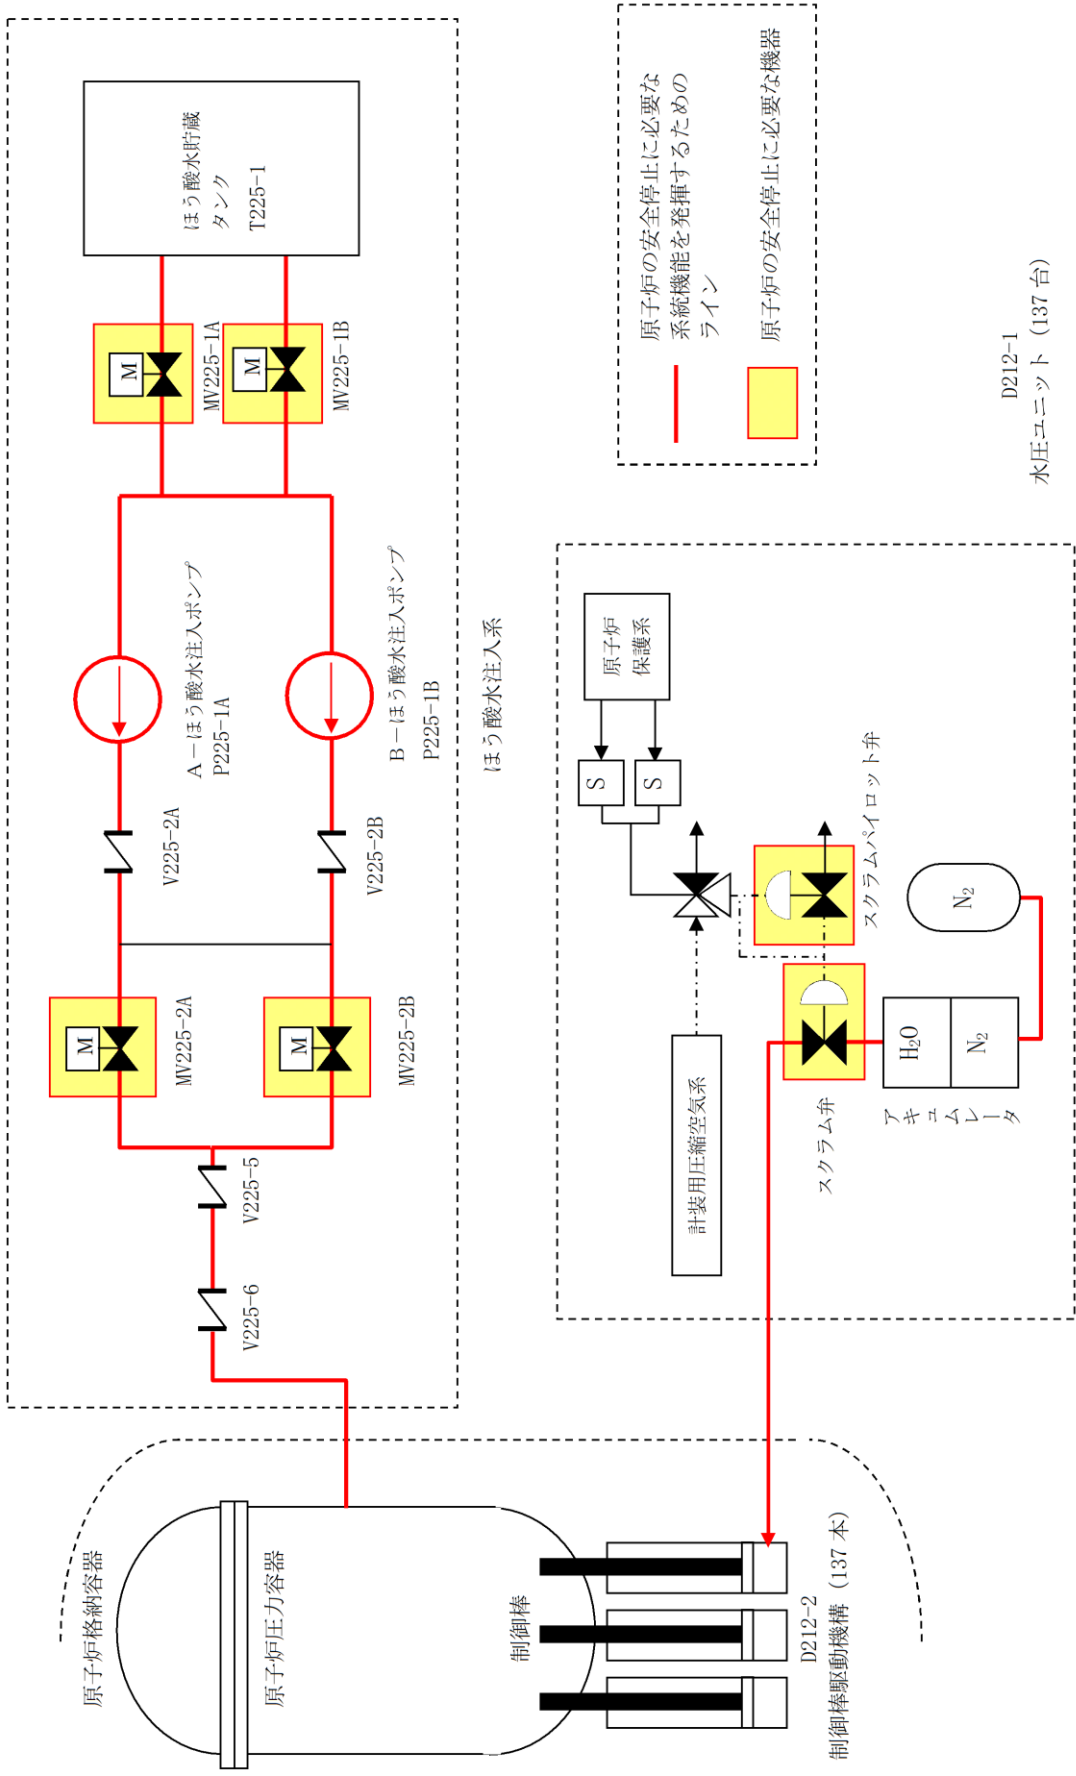 原子炉格納容器
原子炉圧力容器
制御棒
D212-2
制御棒駆動機構（137 本）
V225-6
V225-5
M
MV225-2A
M
MV225-2B
V225-2A
V225-2B
Ａ－ほう酸水注入ポンプ
P225-1A
Ｂ－ほう酸水注入ポンプ
P225-1B
M
MV225-1A
M
MV225-1B
ほう酸水貯蔵
タンク
T225-1
ほう酸水注入系
計装用圧縮空気系
スクラム弁
アキュムレータ
H₂O
N₂
N₂
スクラムパイロット弁
S
S
原子炉
保護系
D212-1
水圧ユニット（137 台）
原子炉の安全停止に必要な
系統機能を発揮するための
ライン
原子炉の安全停止に必要な機器